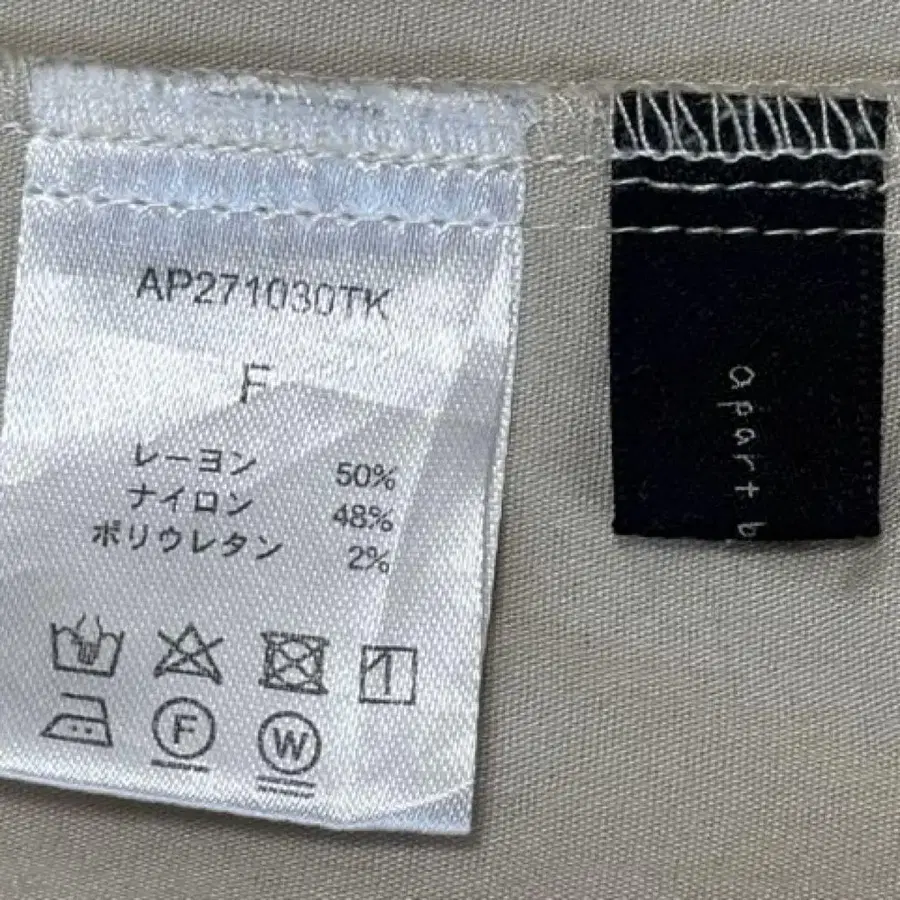 AP271030TK
F
レーヨン 50%
ナイロン 48%
ポリウレタン 2%
F
W
apart b